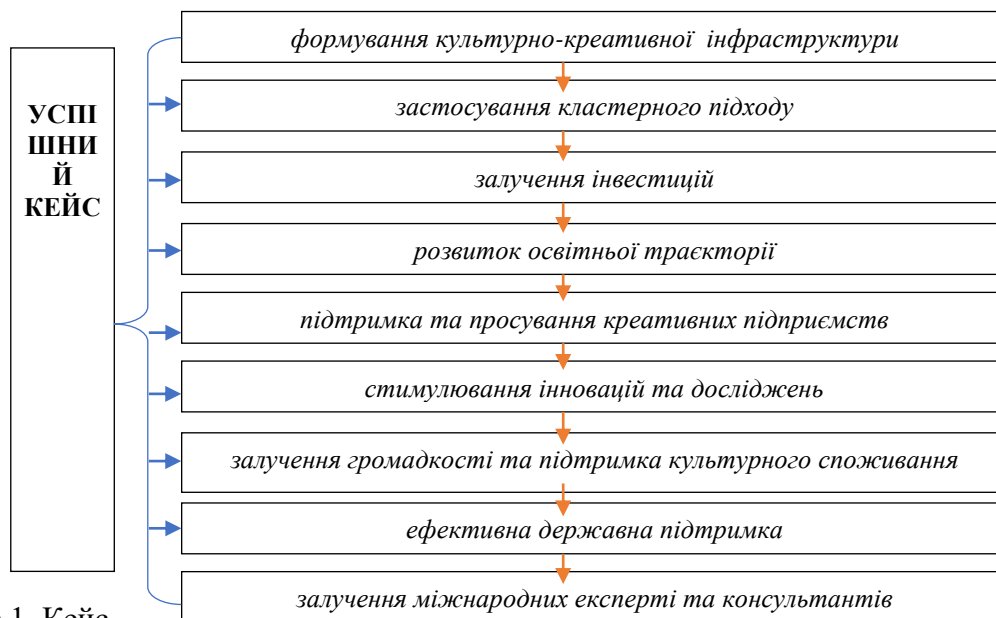 формування культурно-креативної інфраструктури
УСПІ
ШНИ
Й
КЕЙС
застосування кластерного підходу
залучення інвестицій
розвиток освітньої траєкторії
підтримка та просування креативних підприємств
стимулювання інновацій та досліджень
залучення громадкості та підтримка культурного споживання
ефективна державна підтримка
залучення міжнародних експерті та консультантів
1. Кейс